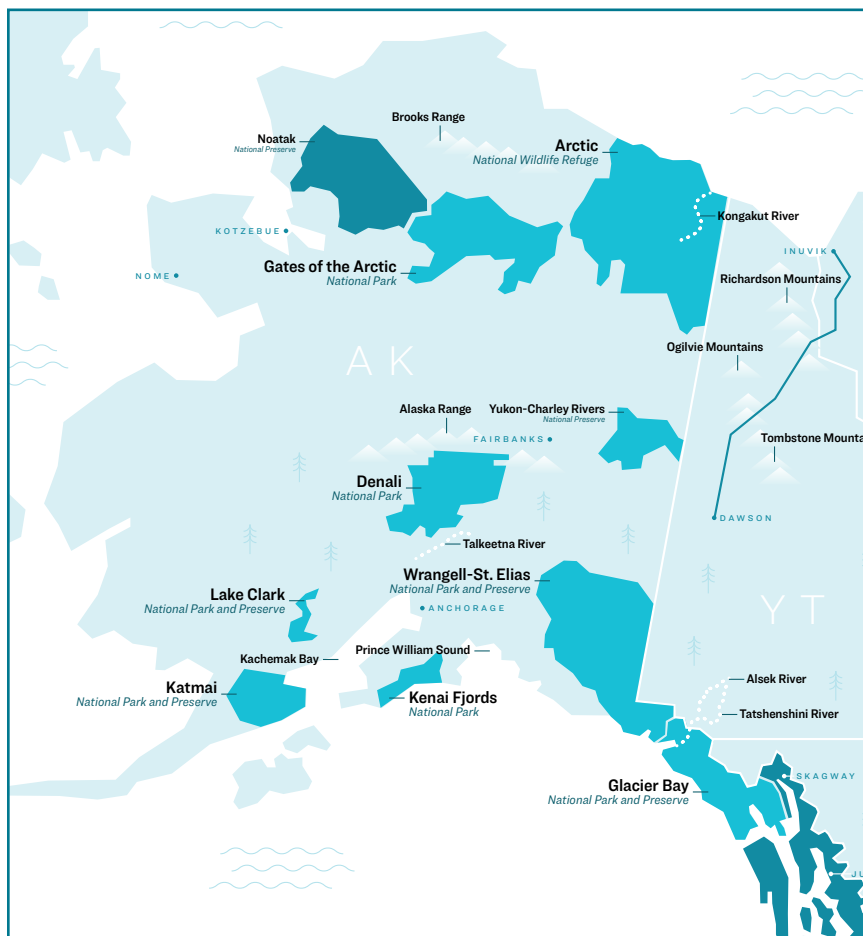 Brooks Range
Noatak
National Preserve
Arctic
National Wildlife Refuge
Kongakut River
KOTZEBUE
INUVIK
Gates of the Arctic
National Park
NOME
Richardson Mountains
AK
Ogilvie Mountains
Alaska Range
Yukon-Charley Rivers
National Preserve
FAIRBANKS
Tombstone Mounta
Denali
National Park
DAWSON
Talkeetna River
Wrangell-St. Elias
National Park and Preserve
Lake Clark
National Park and Preserve
ANCHORAGE
YT
Prince William Sound
Kachemak Bay
Katmai
National Park and Preserve
Kenai Fjords
National Park
Alsek River
Tatshenshini River
SKAGWAY
Glacier Bay
National Park and Preserve
JU